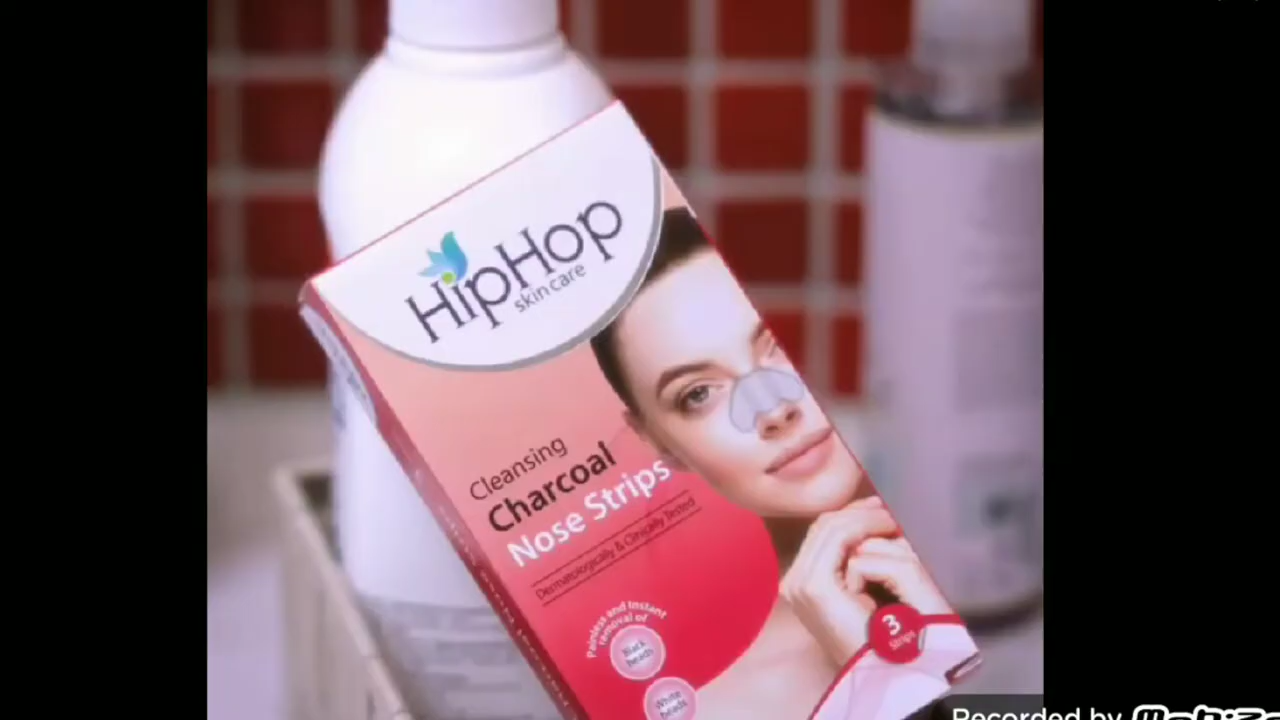 HipHop
skin care
Cleansing
Charcoal
Nose Strips
Dermatologically & Clinically Tested
Painless and Instant
removal of
Black
heads
White
heads
3
Strips
Recorded by